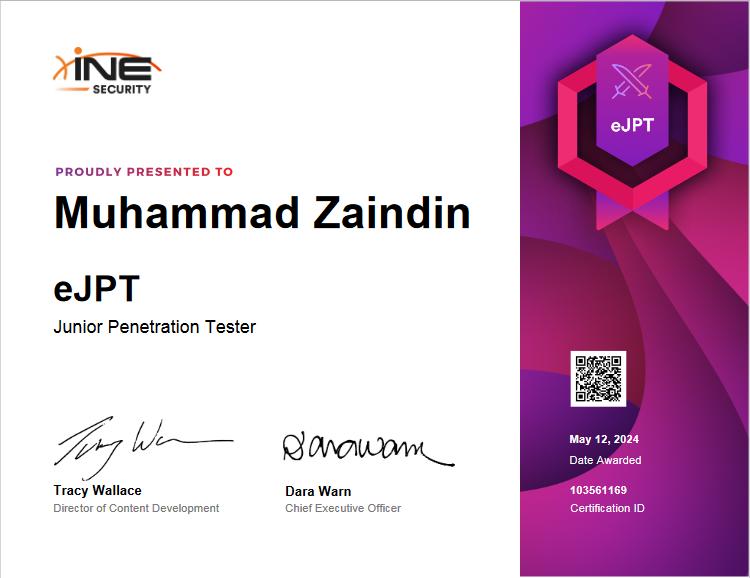 INE
SECURITY
eJPT
PROUDLY PRESENTED TO
Muhammad Zaindin
eJPT
Junior Penetration Tester
Tracy Wallace
Director of Content Development
Dara Warn
Chief Executive Officer
May 12, 2024
Date Awarded
103561169
Certification ID